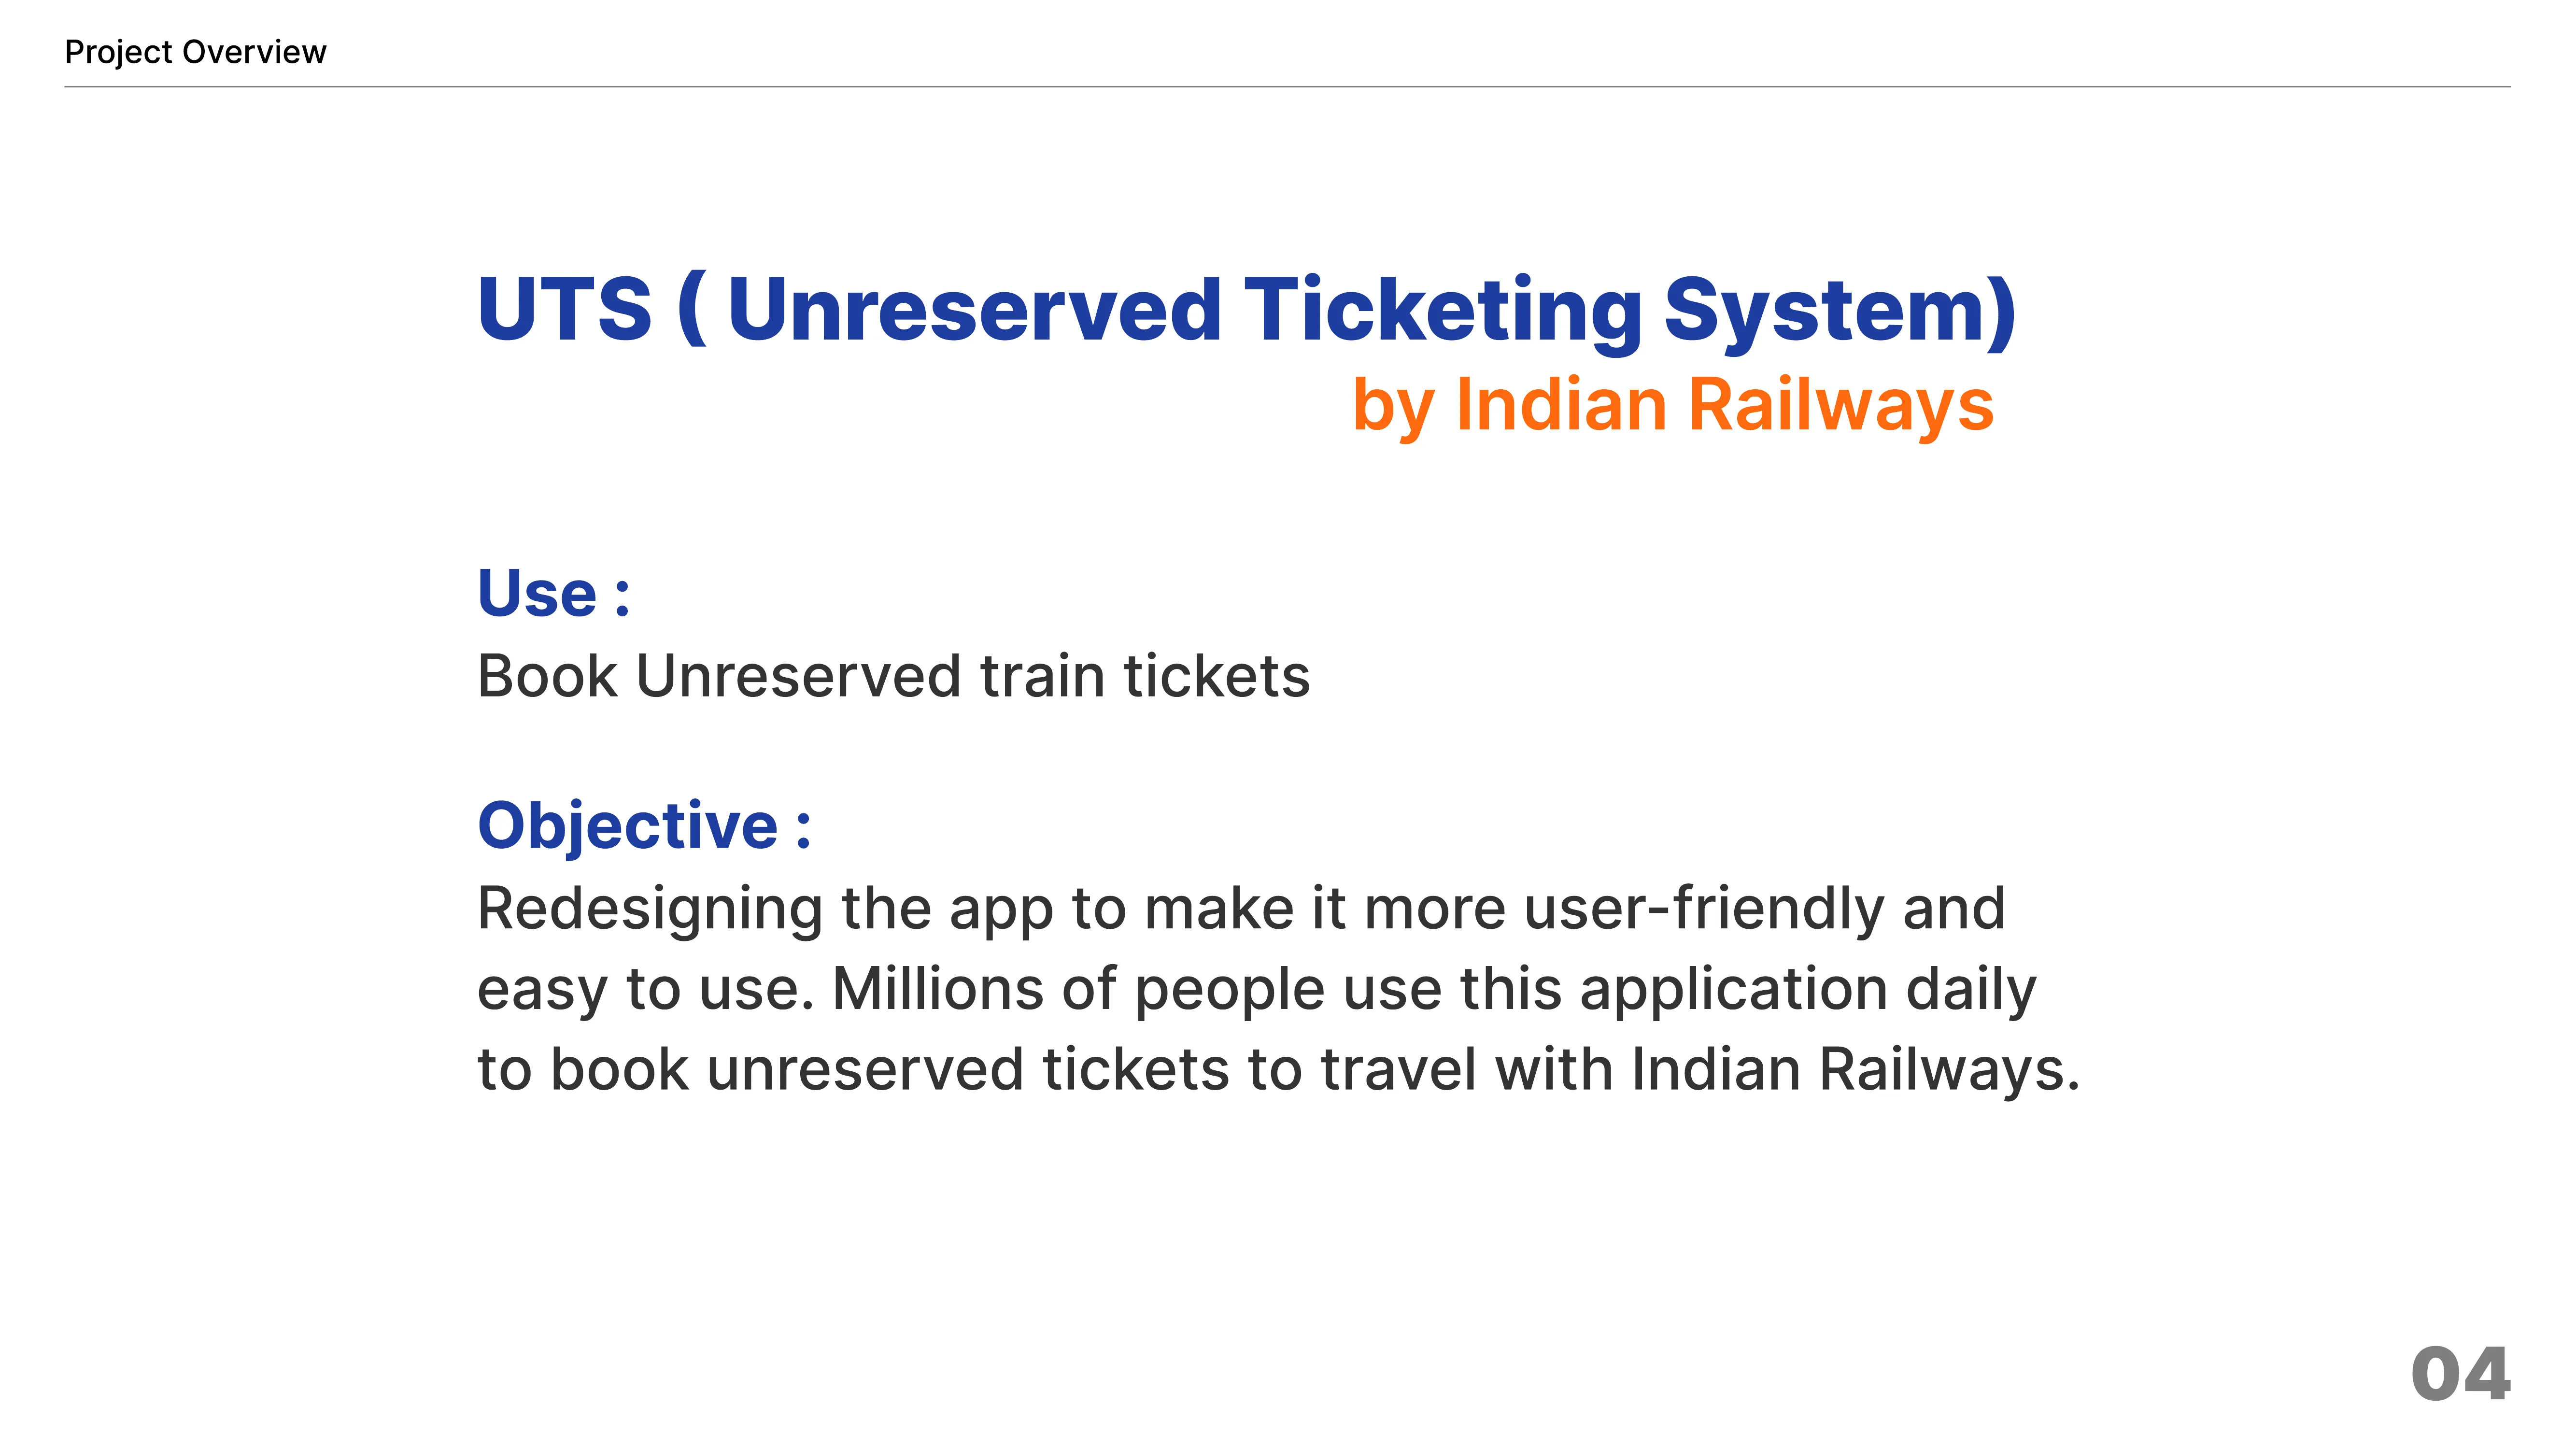 Project Overview
UTS ( Unreserved Ticketing System)
by Indian Railways
Use :
Book Unreserved train tickets
Objective :
Redesigning the app to make it more user-friendly and
easy to use. Millions of people use this application daily
to book unreserved tickets to travel with Indian Railways.
04